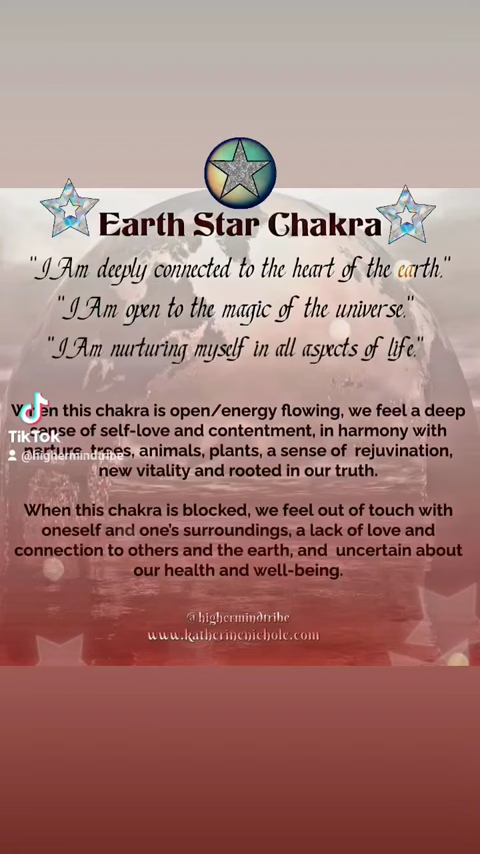 Earth Star Chakra
"I Am deeply connected to the heart of the earth."
"I Am open to the magic of the universe."
"I Am nurturing myself in all aspects of life."
When this chakra is open/energy flowing, we feel a deep
sense of self-love and contentment, in harmony with
nurture, trees, animals, plants, a sense of rejuvination,
new vitality and rooted in our truth.
TikTok
@highermindtribe
When this chakra is blocked, we feel out of touch with
oneself and one's surroundings, a lack of love and
connection to others and the earth, and uncertain about
our health and well-being.
@highermindtribe
www.katherinenichole.com